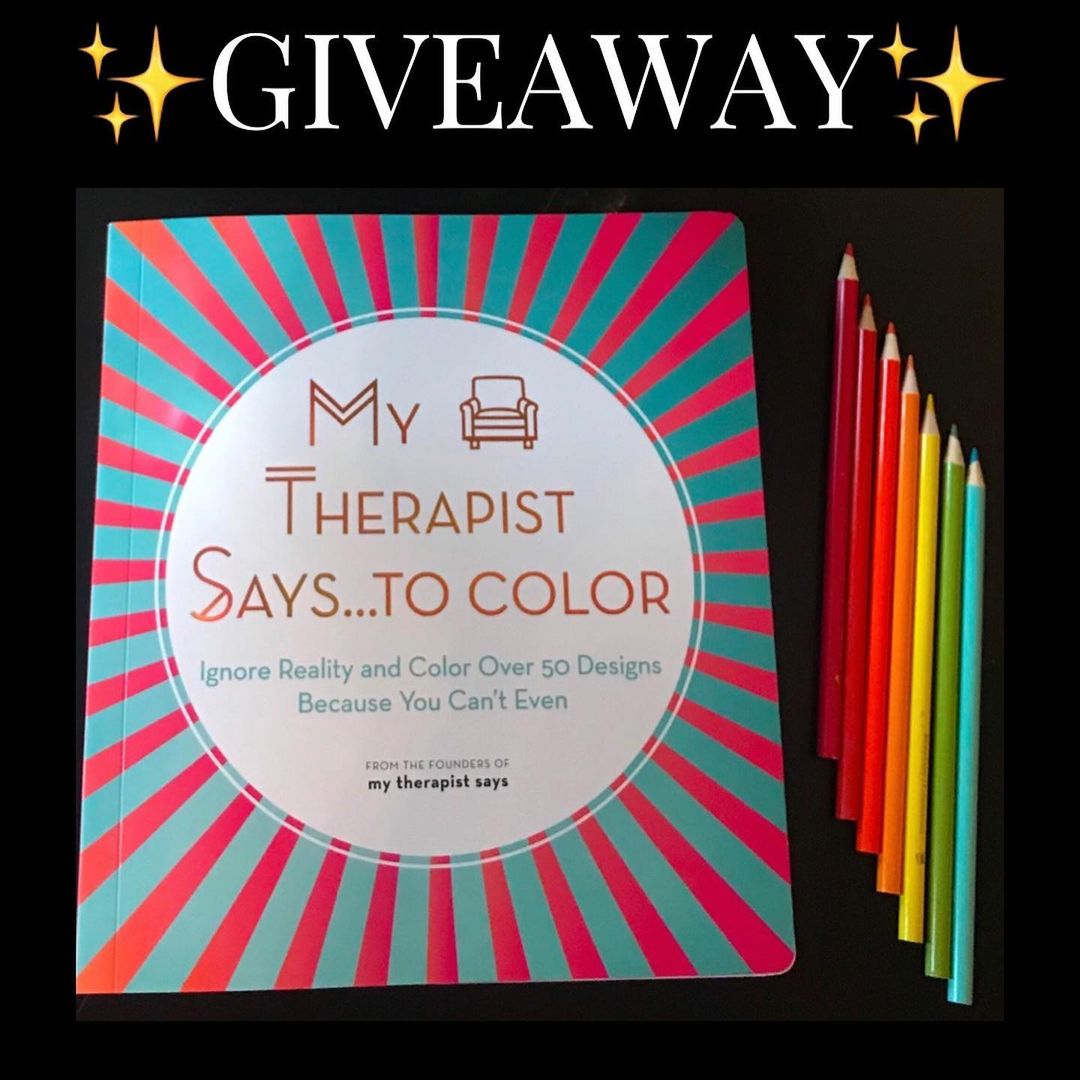 ✨GIVEAWAY✨
MY
THERAPIST
SAYS...TO COLOR
Ignore Reality and Color Over 50 Designs
Because You Can't Even
FROM THE FOUNDERS OF
my therapist says